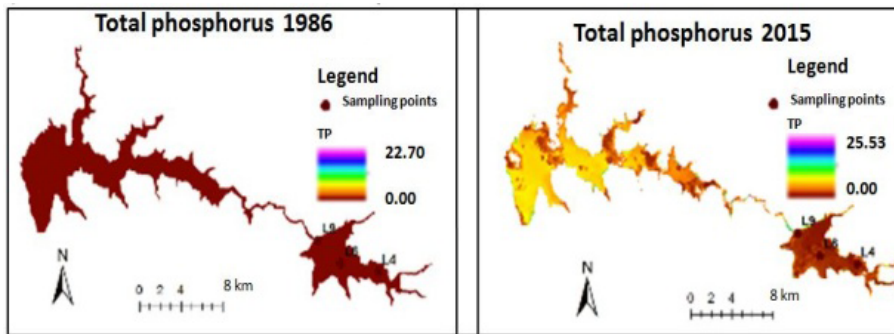 Total phosphorus 1986
Legend
Sampling points
TP
22.70
0.00
L9
L4
N
0 2 4 8 km
Total phosphorus 2015
Legend
Sampling points
TP
25.53
0.00
L9
L4
N
0 2 4 8 km